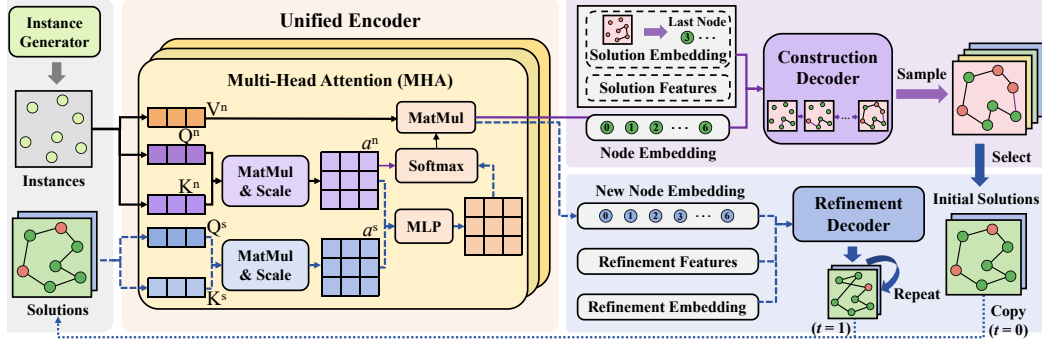 Instance
Generator
Instances
Solutions
Unified Encoder
Multi-Head Attention (MHA)
Vⁿ
Qⁿ
Kⁿ
Qˢ
Kˢ
MatMul
& Scale
MatMul
& Scale
aⁿ
aˢ
MatMul
Softmax
MLP
Last Node
3 ···
Solution Embedding
Solution Features
0 1 2 ··· 6
Node Embedding
Construction
Decoder
...
Sample
Select
New Node Embedding
0 1 2 3 ··· 6
Refinement Features
Refinement Embedding
Refinement
Decoder
Repeat
(t = 1)
Initial Solutions
Copy
(t = 0)